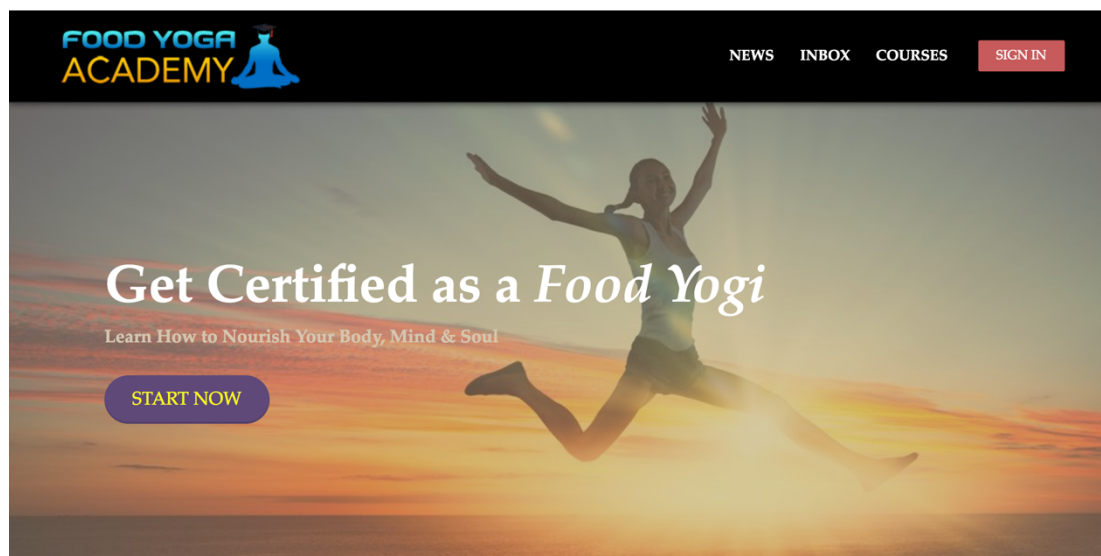 FOOD YOGA
ACADEMY
NEWS INBOX COURSES SIGN IN
Get Certified as a Food Yogi
Learn How to Nourish Your Body, Mind & Soul
START NOW